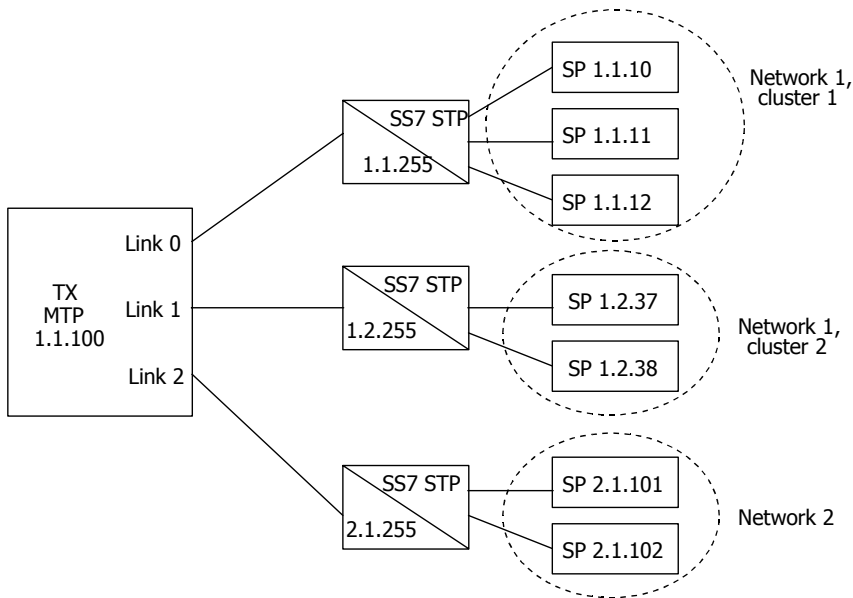 SP 1.1.10
Network 1,
cluster 1
SS7 STP
SP 1.1.11
1.1.255
SP 1.1.12
Link 0
TX
MTP
1.1.100
Link 1
Link 2
SS7 STP
1.2.255
SP 1.2.37
SP 1.2.38
Network 1,
cluster 2
SS7 STP
2.1.255
SP 2.1.101
SP 2.1.102
Network 2